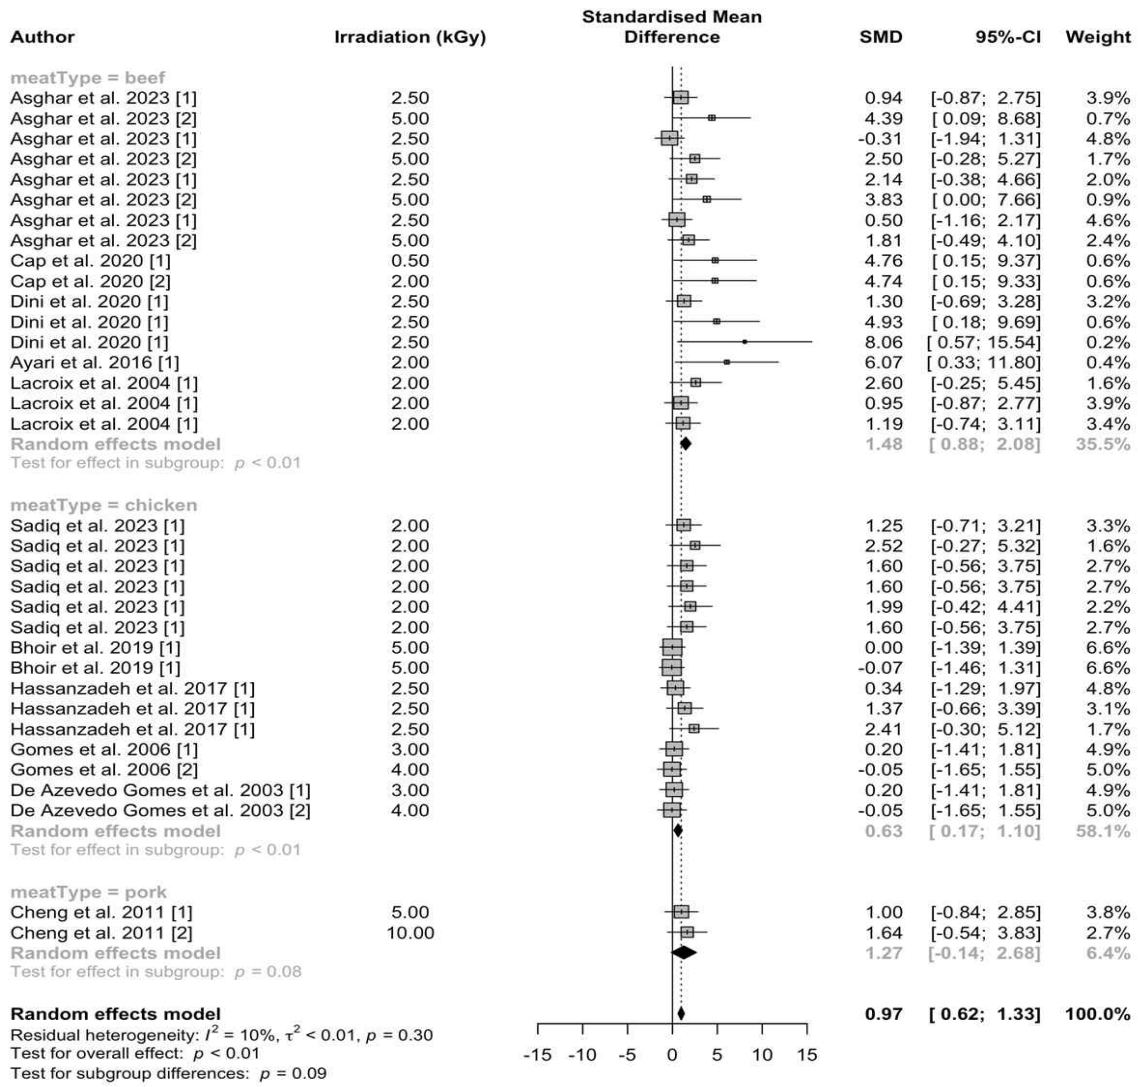 Author Irradiation (kGy) Standardised Mean Difference SMD 95%-CI Weight
meatType = beef
Asghar et al. 2023 [1] 2.50 0.94 [-0.87; 2.75] 3.9%
Asghar et al. 2023 [2] 5.00 4.39 [ 0.09; 8.68] 0.7%
Asghar et al. 2023 [1] 2.50 -0.31 [-1.94; 1.31] 4.8%
Asghar et al. 2023 [2] 5.00 2.50 [-0.28; 5.27] 1.7%
Asghar et al. 2023 [1] 2.50 2.14 [-0.38; 4.66] 2.0%
Asghar et al. 2023 [2] 5.00 3.83 [ 0.00; 7.66] 0.9%
Asghar et al. 2023 [1] 2.50 0.50 [-1.16; 2.17] 4.6%
Asghar et al. 2023 [2] 5.00 1.81 [-0.49; 4.10] 2.4%
Cap et al. 2020 [1] 0.50 4.76 [ 0.15; 9.37] 0.6%
Cap et al. 2020 [2] 2.00 4.74 [ 0.15; 9.33] 0.6%
Dini et al. 2020 [1] 2.50 1.30 [-0.69; 3.28] 3.2%
Dini et al. 2020 [1] 2.50 4.93 [ 0.18; 9.69] 0.6%
Dini et al. 2020 [1] 2.50 8.06 [ 0.57; 15.54] 0.2%
Ayari et al. 2016 [1] 2.00 6.07 [ 0.33; 11.80] 0.4%
Lacroix et al. 2004 [1] 2.00 2.60 [-0.25; 5.45] 1.6%
Lacroix et al. 2004 [1] 2.00 0.95 [-0.87; 2.77] 3.9%
Lacroix et al. 2004 [1] 2.00 1.19 [-0.74; 3.11] 3.4%
Random effects model 1.48 [ 0.88; 2.08] 35.5%
Test for effect in subgroup: p < 0.01
meatType = chicken
Sadiq et al. 2023 [1] 2.00 1.25 [-0.71; 3.21] 3.3%
Sadiq et al. 2023 [1] 2.00 2.52 [-0.27; 5.32] 1.6%
Sadiq et al. 2023 [1] 2.00 1.60 [-0.56; 3.75] 2.7%
Sadiq et al. 2023 [1] 2.00 1.60 [-0.56; 3.75] 2.7%
Sadiq et al. 2023 [1] 2.00 1.99 [-0.42; 4.41] 2.2%
Sadiq et al. 2023 [1] 2.00 1.60 [-0.56; 3.75] 2.7%
Bhoir et al. 2019 [1] 5.00 0.00 [-1.39; 1.39] 6.6%
Bhoir et al. 2019 [1] 5.00 -0.07 [-1.46; 1.31] 6.6%
Hassanzadeh et al. 2017 [1] 2.50 0.34 [-1.29; 1.97] 4.8%
Hassanzadeh et al. 2017 [1] 2.50 1.37 [-0.66; 3.39] 3.1%
Hassanzadeh et al. 2017 [1] 2.50 2.41 [-0.30; 5.12] 1.7%
Gomes et al. 2006 [1] 3.00 0.20 [-1.41; 1.81] 4.9%
Gomes et al. 2006 [2] 4.00 -0.05 [-1.65; 1.55] 5.0%
De Azevedo Gomes et al. 2003 [1] 3.00 0.20 [-1.41; 1.81] 4.9%
De Azevedo Gomes et al. 2003 [2] 4.00 -0.05 [-1.65; 1.55] 5.0%
Random effects model 0.63 [ 0.17; 1.10] 58.1%
Test for effect in subgroup: p < 0.01
meatType = pork
Cheng et al. 2011 [1] 5.00 1.00 [-0.84; 2.85] 3.8%
Cheng et al. 2011 [2] 10.00 1.64 [-0.54; 3.83] 2.7%
Random effects model 1.27 [-0.14; 2.68] 6.4%
Test for effect in subgroup: p = 0.08
Random effects model 0.97 [ 0.62; 1.33] 100.0%
Residual heterogeneity: I² = 10%, τ² < 0.01, p = 0.30
Test for overall effect: p < 0.01
Test for subgroup differences: p = 0.09
-15 -10 -5 0 5 10 15